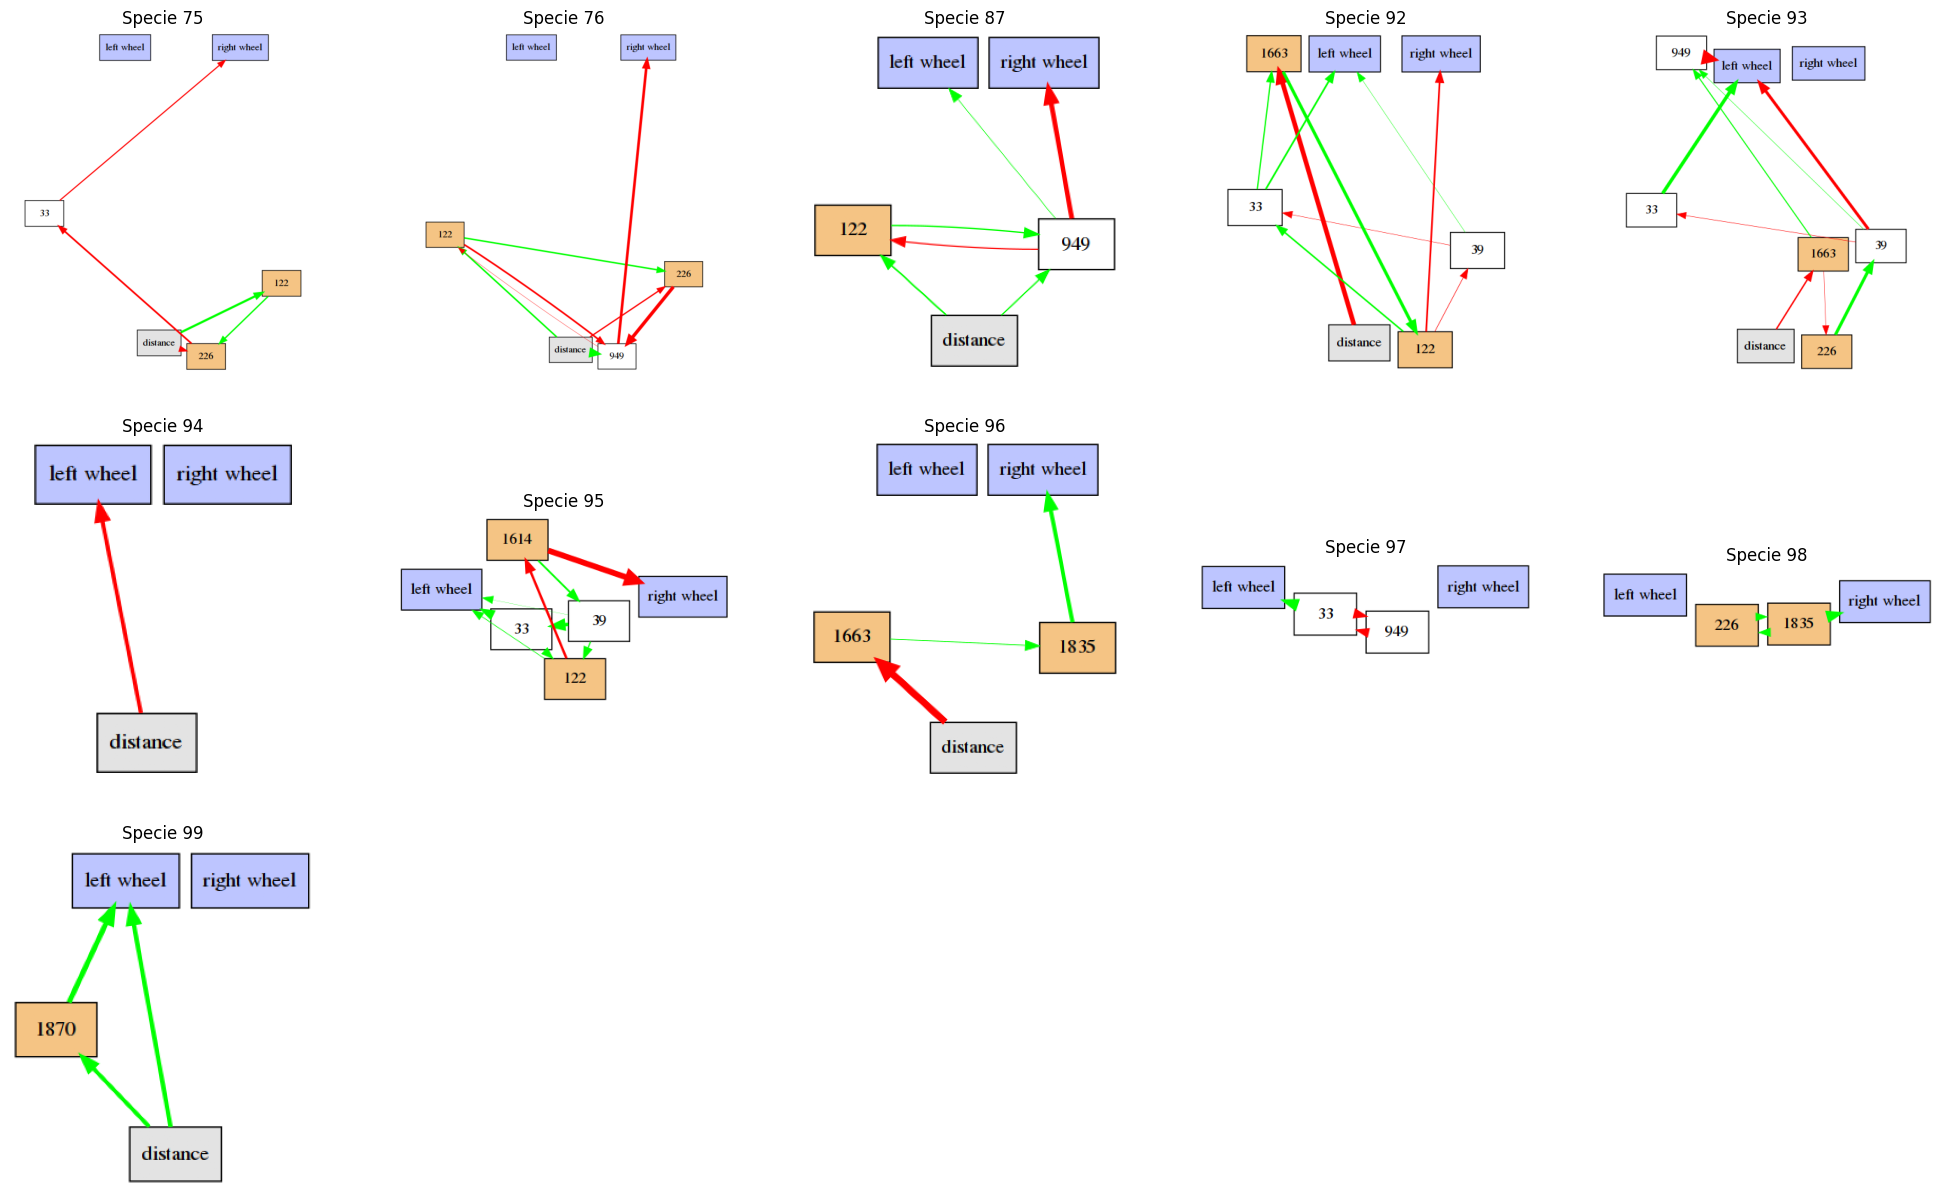 Specie 75
left wheel
right wheel
33
122
distance
226
Specie 76
left wheel
right wheel
122
226
distance
949
Specie 87
left wheel
right wheel
122
949
distance
Specie 92
1663
left wheel
right wheel
33
39
distance
122
Specie 93
949
left wheel
right wheel
33
1663
39
distance
226
Specie 94
left wheel
right wheel
distance
Specie 95
1614
left wheel
right wheel
33
39
122
Specie 96
left wheel
right wheel
1663
1835
distance
Specie 97
left wheel
right wheel
33
949
Specie 98
left wheel
right wheel
226
1835
Specie 99
left wheel
right wheel
1870
distance